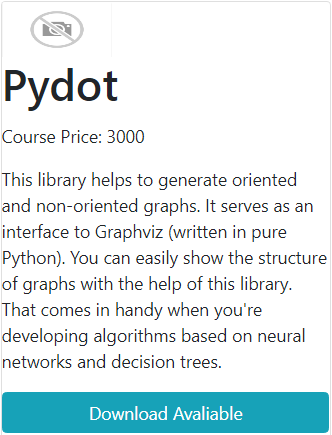 Pydot
Course Price: 3000
This library helps to generate oriented
and non-oriented graphs. It serves as an
interface to Graphviz (written in pure
Python). You can easily show the structure
of graphs with the help of this library.
That comes in handy when you're
developing algorithms based on neural
networks and decision trees.
Download Avaliable